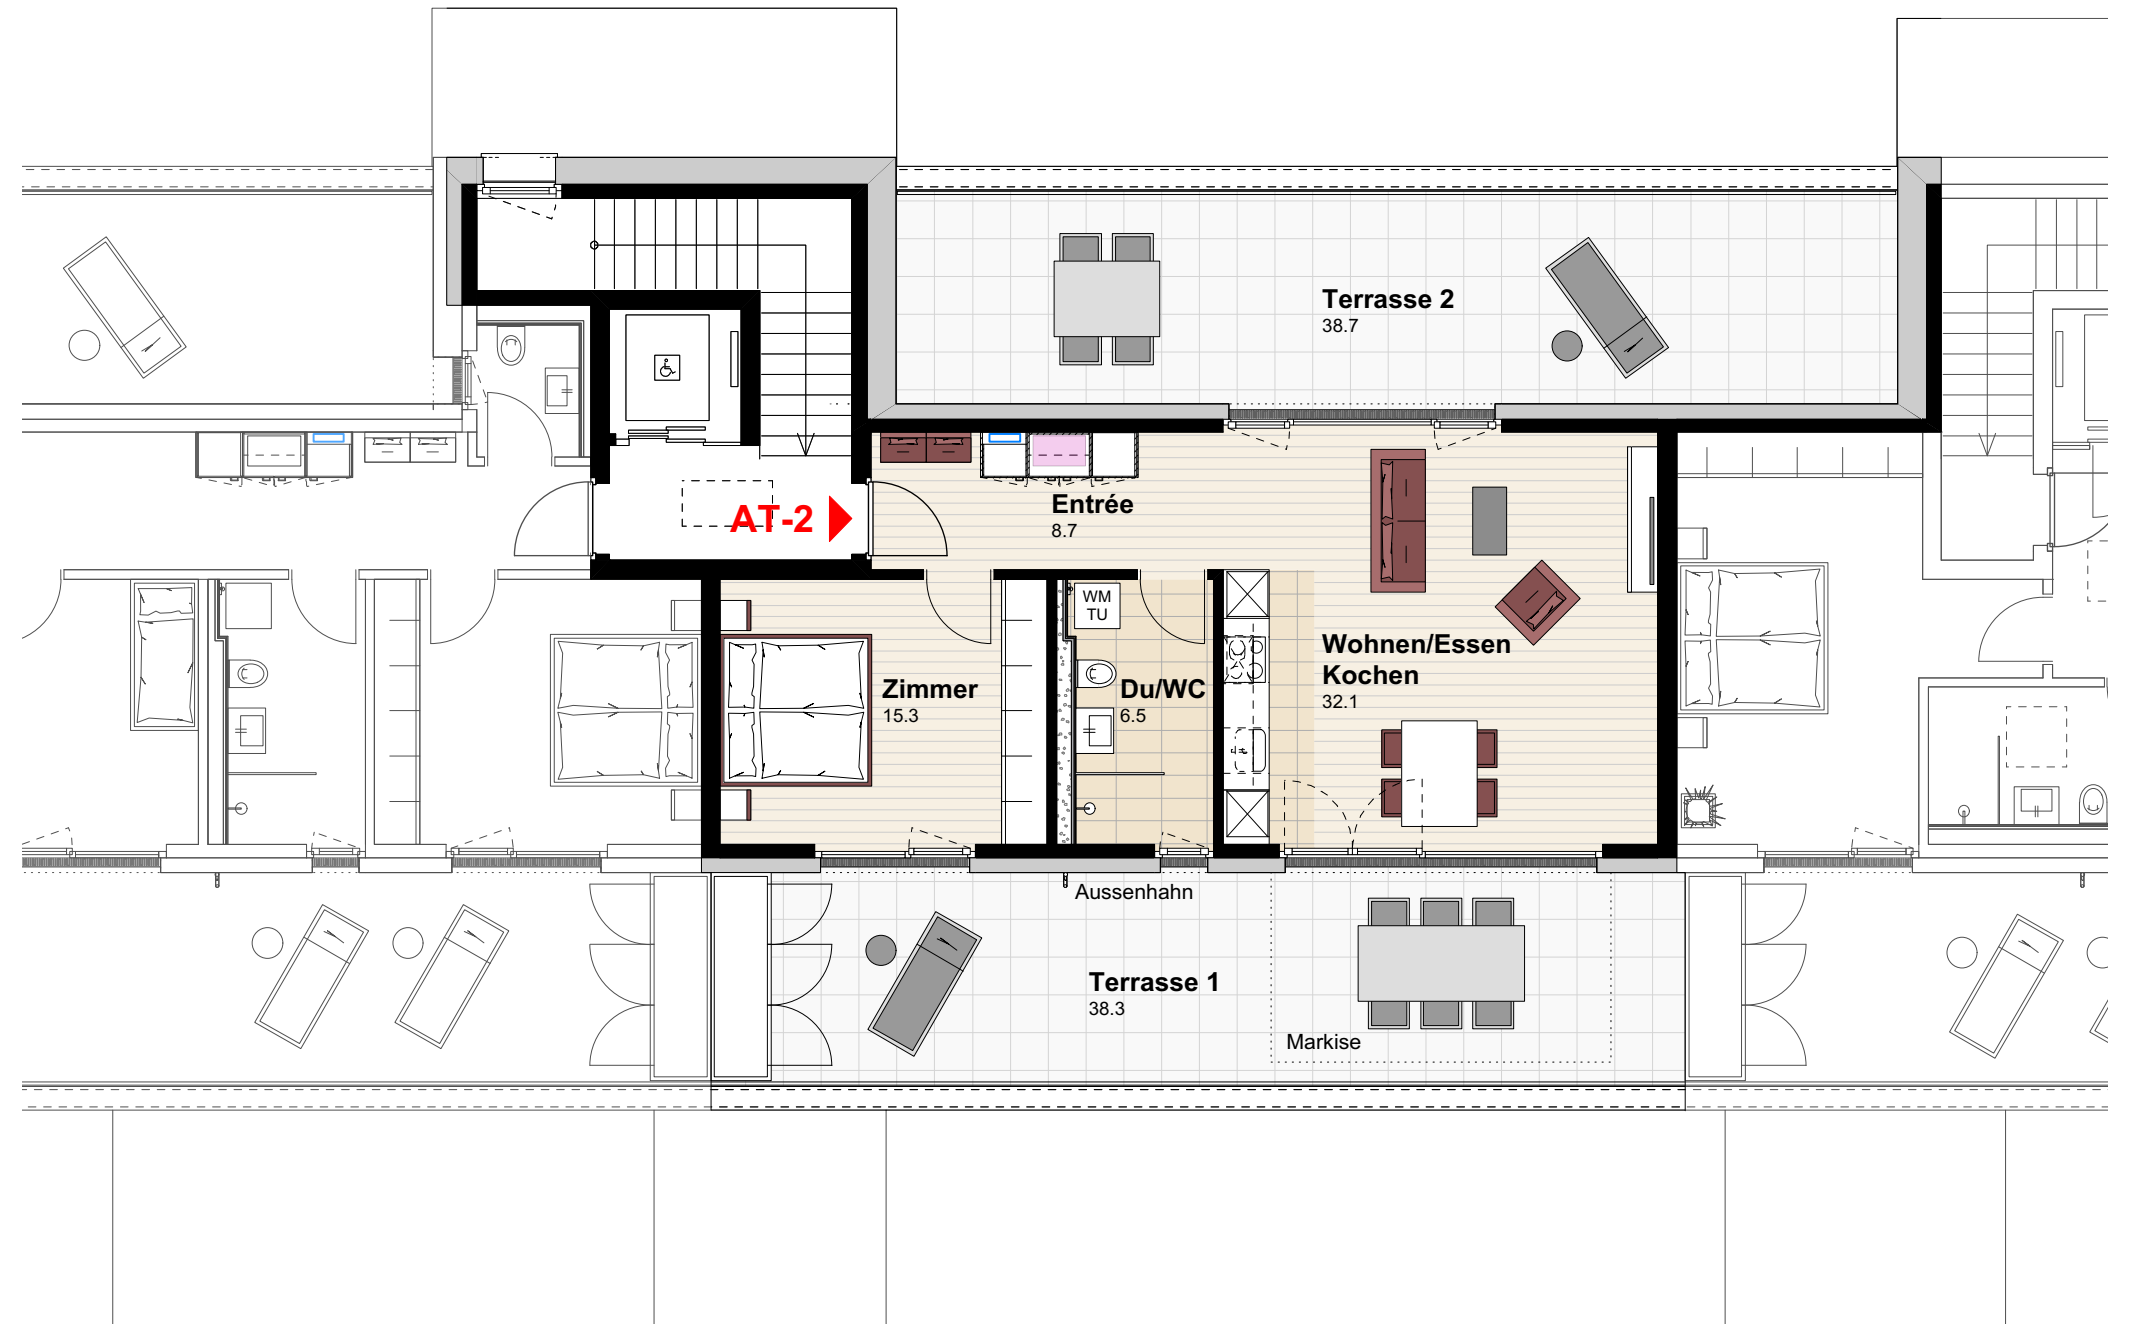 Terrasse 2
38.7
AT-2
Entrée
8.7
WM
TU
Wohnen/Essen
Kochen
32.1
Zimmer
15.3
Du/WC
6.5
Aussenhahn
Terrasse 1
38.3
Markise